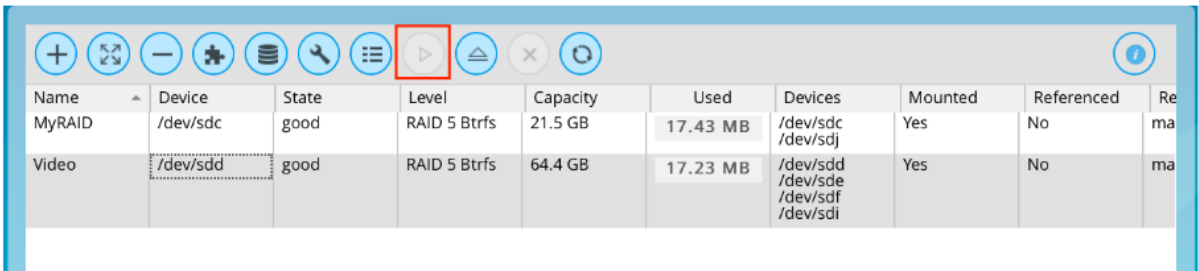 Name Device State Level Capacity Used Devices Mounted Referenced Re
MyRAID /dev/sdc good RAID 5 Btrfs 21.5 GB 17.43 MB /dev/sdc Yes No ma
/dev/sdj
Video /dev/sdd good RAID 5 Btrfs 64.4 GB 17.23 MB /dev/sdd Yes No ma
/dev/sde
/dev/sdf
/dev/sdi